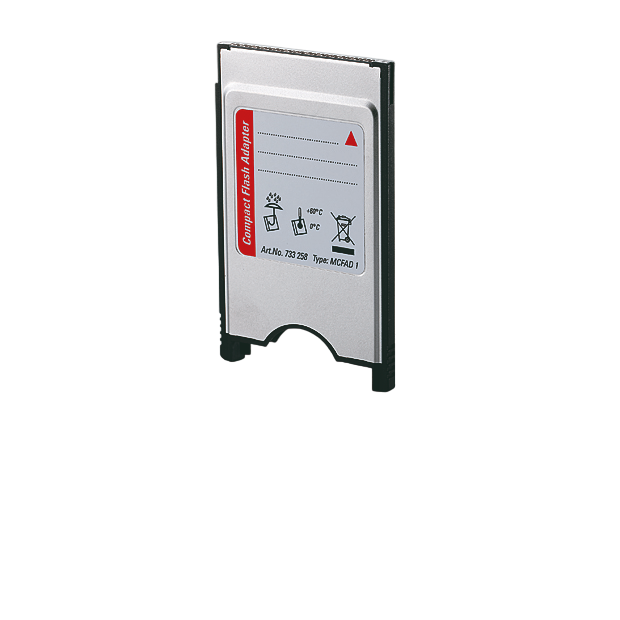 Compact Flash Adapter
+60° C
0° C
Art.No. 733 258 Type: MCFAD 1